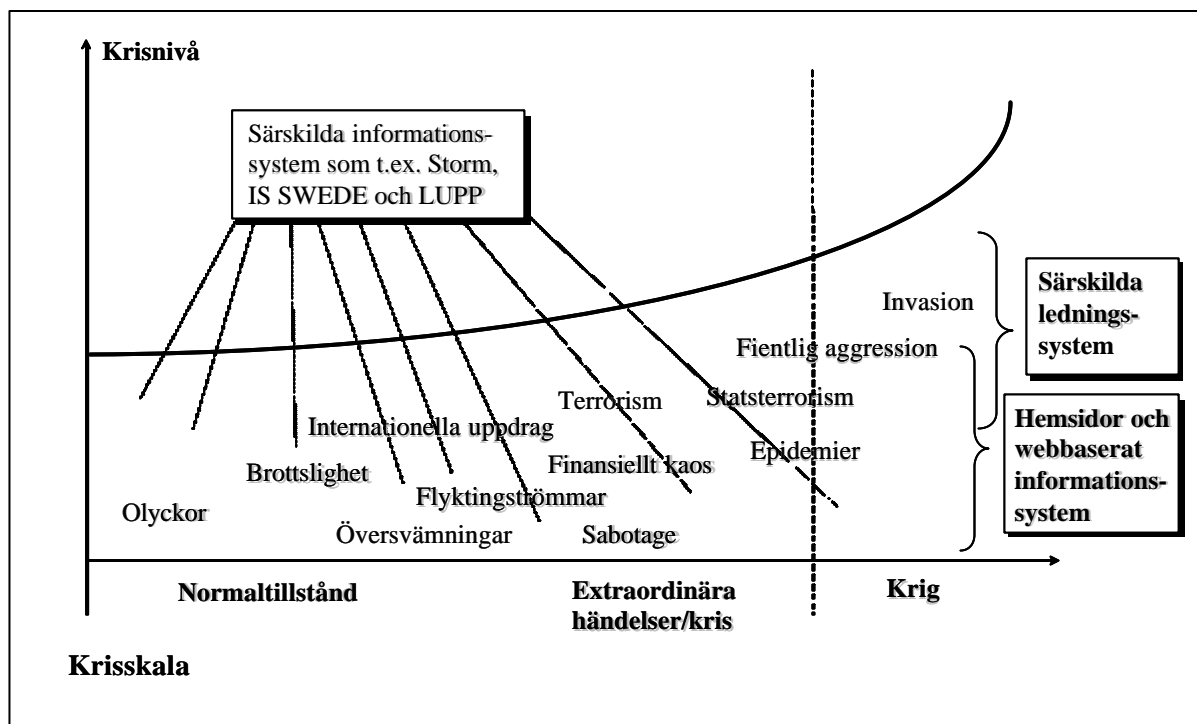 Krisnivå
Särskilda informations-
system som t.ex. Storm,
IS SWEDE och LUPP
Invasion
Särskilda
lednings-
system
Fientlig aggression
Terrorism
Statsterrorism
Internationella uppdrag
Hemsidor och
webbaserat
informations-
system
Epidemier
Brottslighet
Finansiellt kaos
Flyktingströmmar
Olyckor
Översvämningar
Sabotage
Normaltillstånd
Extraordinära
händelser/kris
Krig
Krisskala